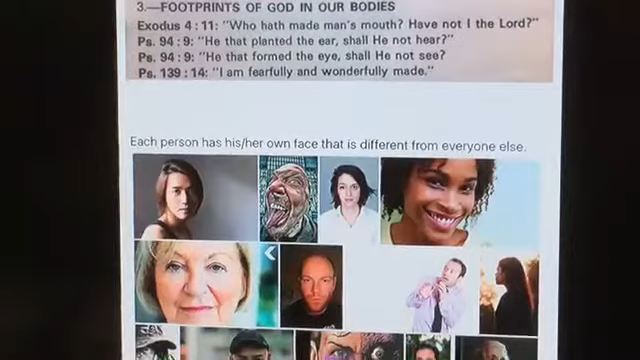 3.—FOOTPRINTS OF GOD IN OUR BODIES
Exodus 4 : 11: "Who hath made man's mouth? Have not I the Lord?"
Ps. 94 : 9: "He that planted the ear, shall He not hear?"
Ps. 94 : 9: "He that formed the eye, shall He not see?
Ps. 139 : 14: "I am fearfully and wonderfully made."
Each person has his/her own face that is different from everyone else.